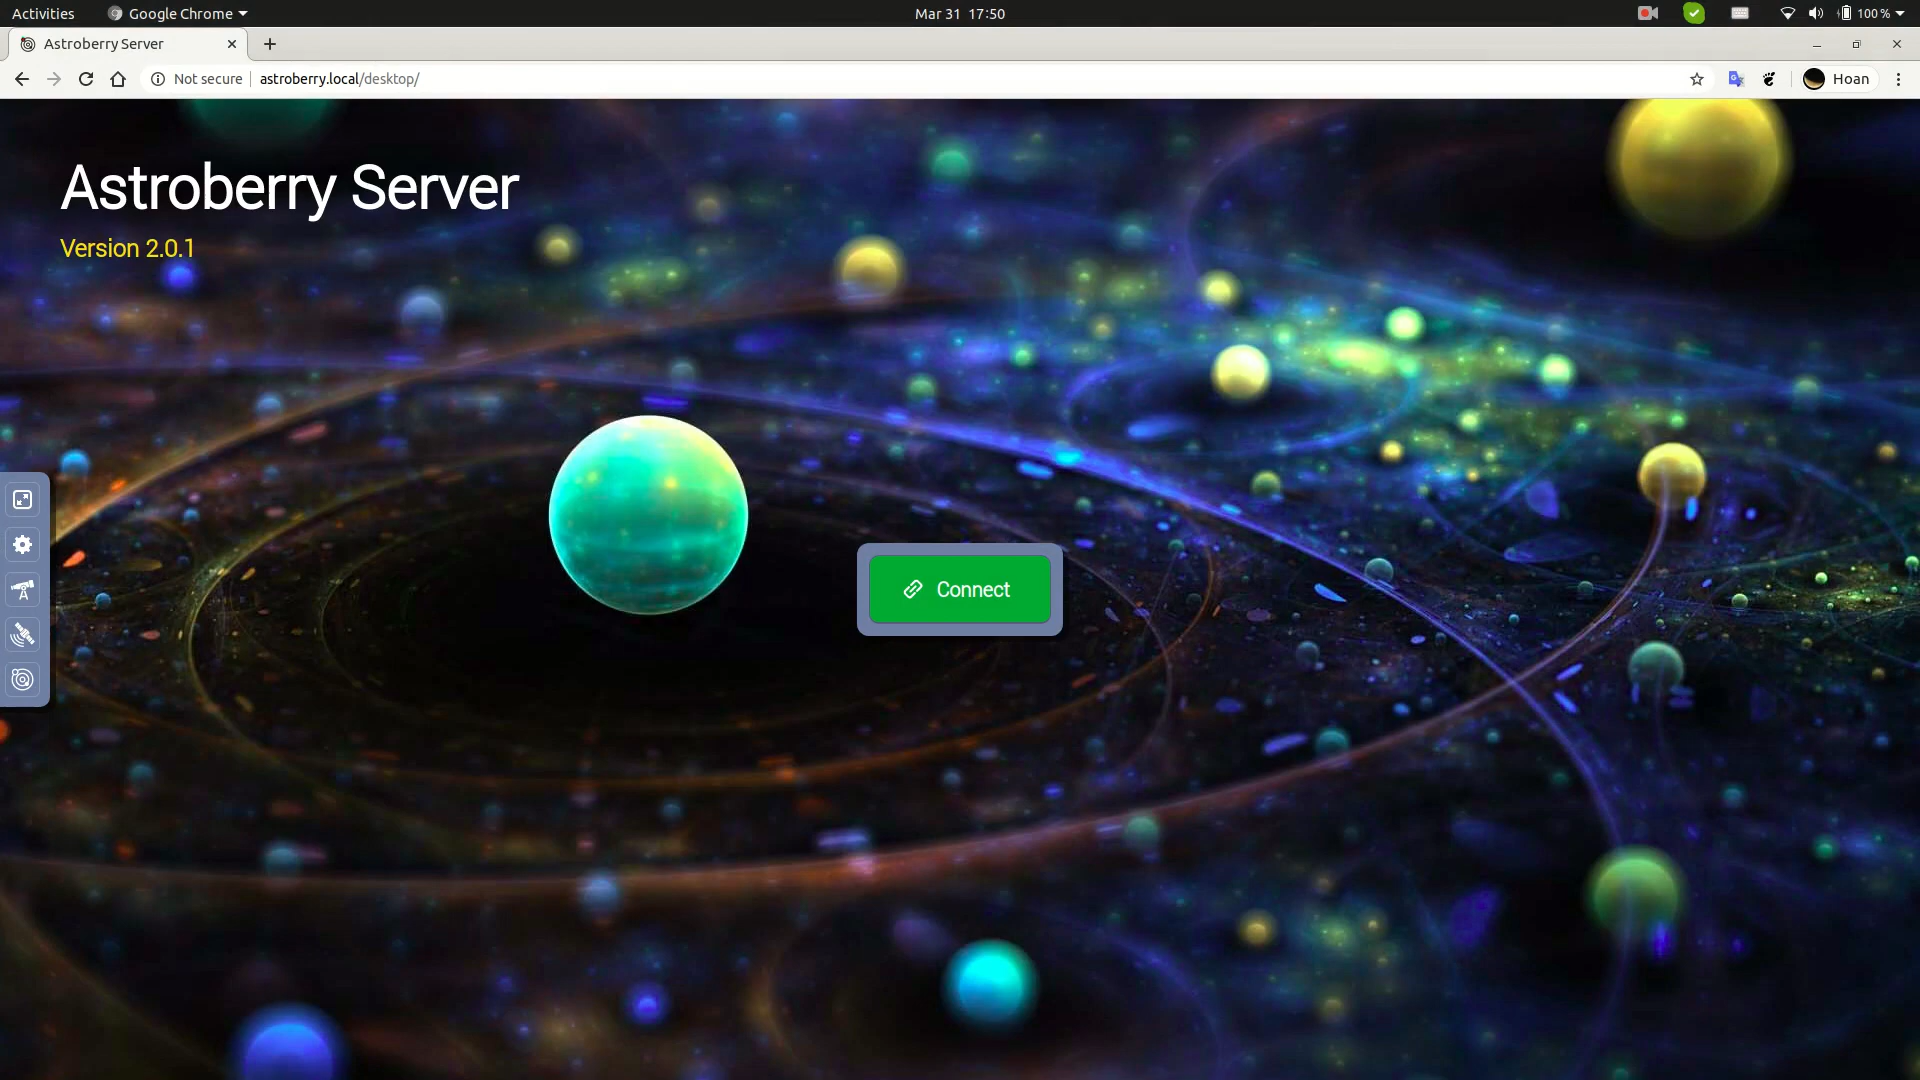 Activities
Google Chrome
Mar 31 17:50
100 %
Astroberry Server
Not secure
astroberry.local/desktop/
Hoan
Astroberry Server
Version 2.0.1
Connect